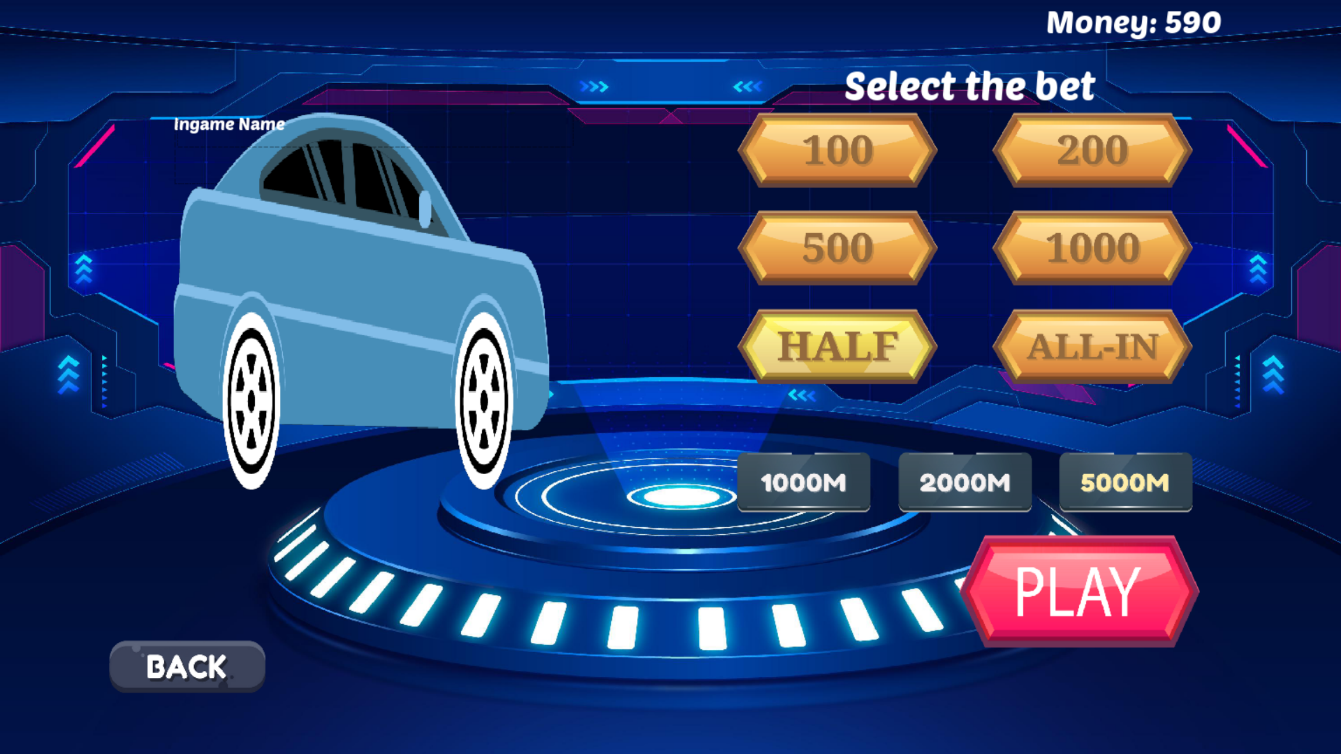 Money: 590
Select the bet
Ingame Name
100
200
500
1000
HALF
ALL-IN
1000M
2000M
5000M
PLAY
BACK